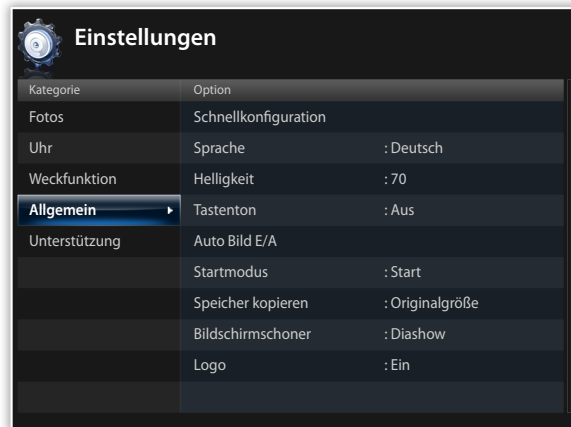 Einstellungen
Kategorie Option
Fotos Schnellkonfiguration
Uhr Sprache : Deutsch
Weckfunktion Helligkeit : 70
Allgemein Tastenton : Aus
Unterstützung Auto Bild E/A
Startmodus : Start
Speicher kopieren : Originalgröße
Bildschirmschoner : Diashow
Logo : Ein